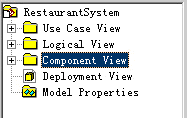 RestaurantSystem
Use Case View
Logical View
Component View
Deployment View
Model Properties